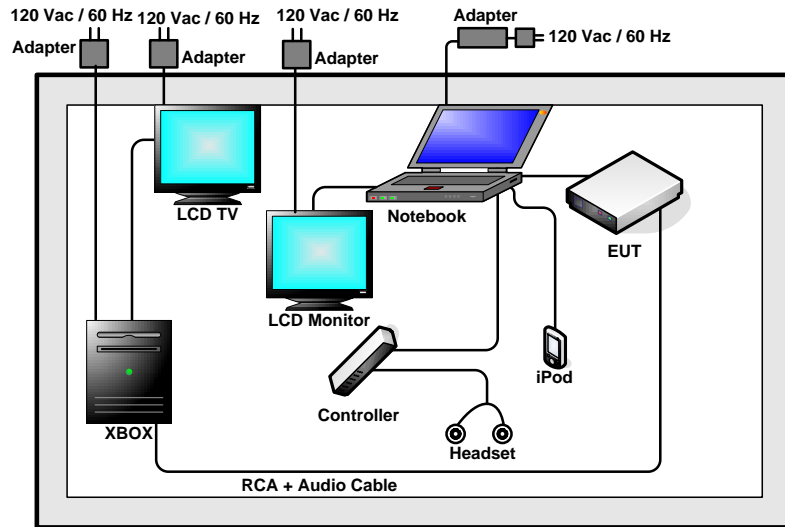 120 Vac / 60 Hz
120 Vac / 60 Hz
120 Vac / 60 Hz
Adapter
120 Vac / 60 Hz
Adapter
Adapter
Adapter
LCD TV
Notebook
EUT
LCD Monitor
iPod
Controller
XBOX
Headset
RCA + Audio Cable